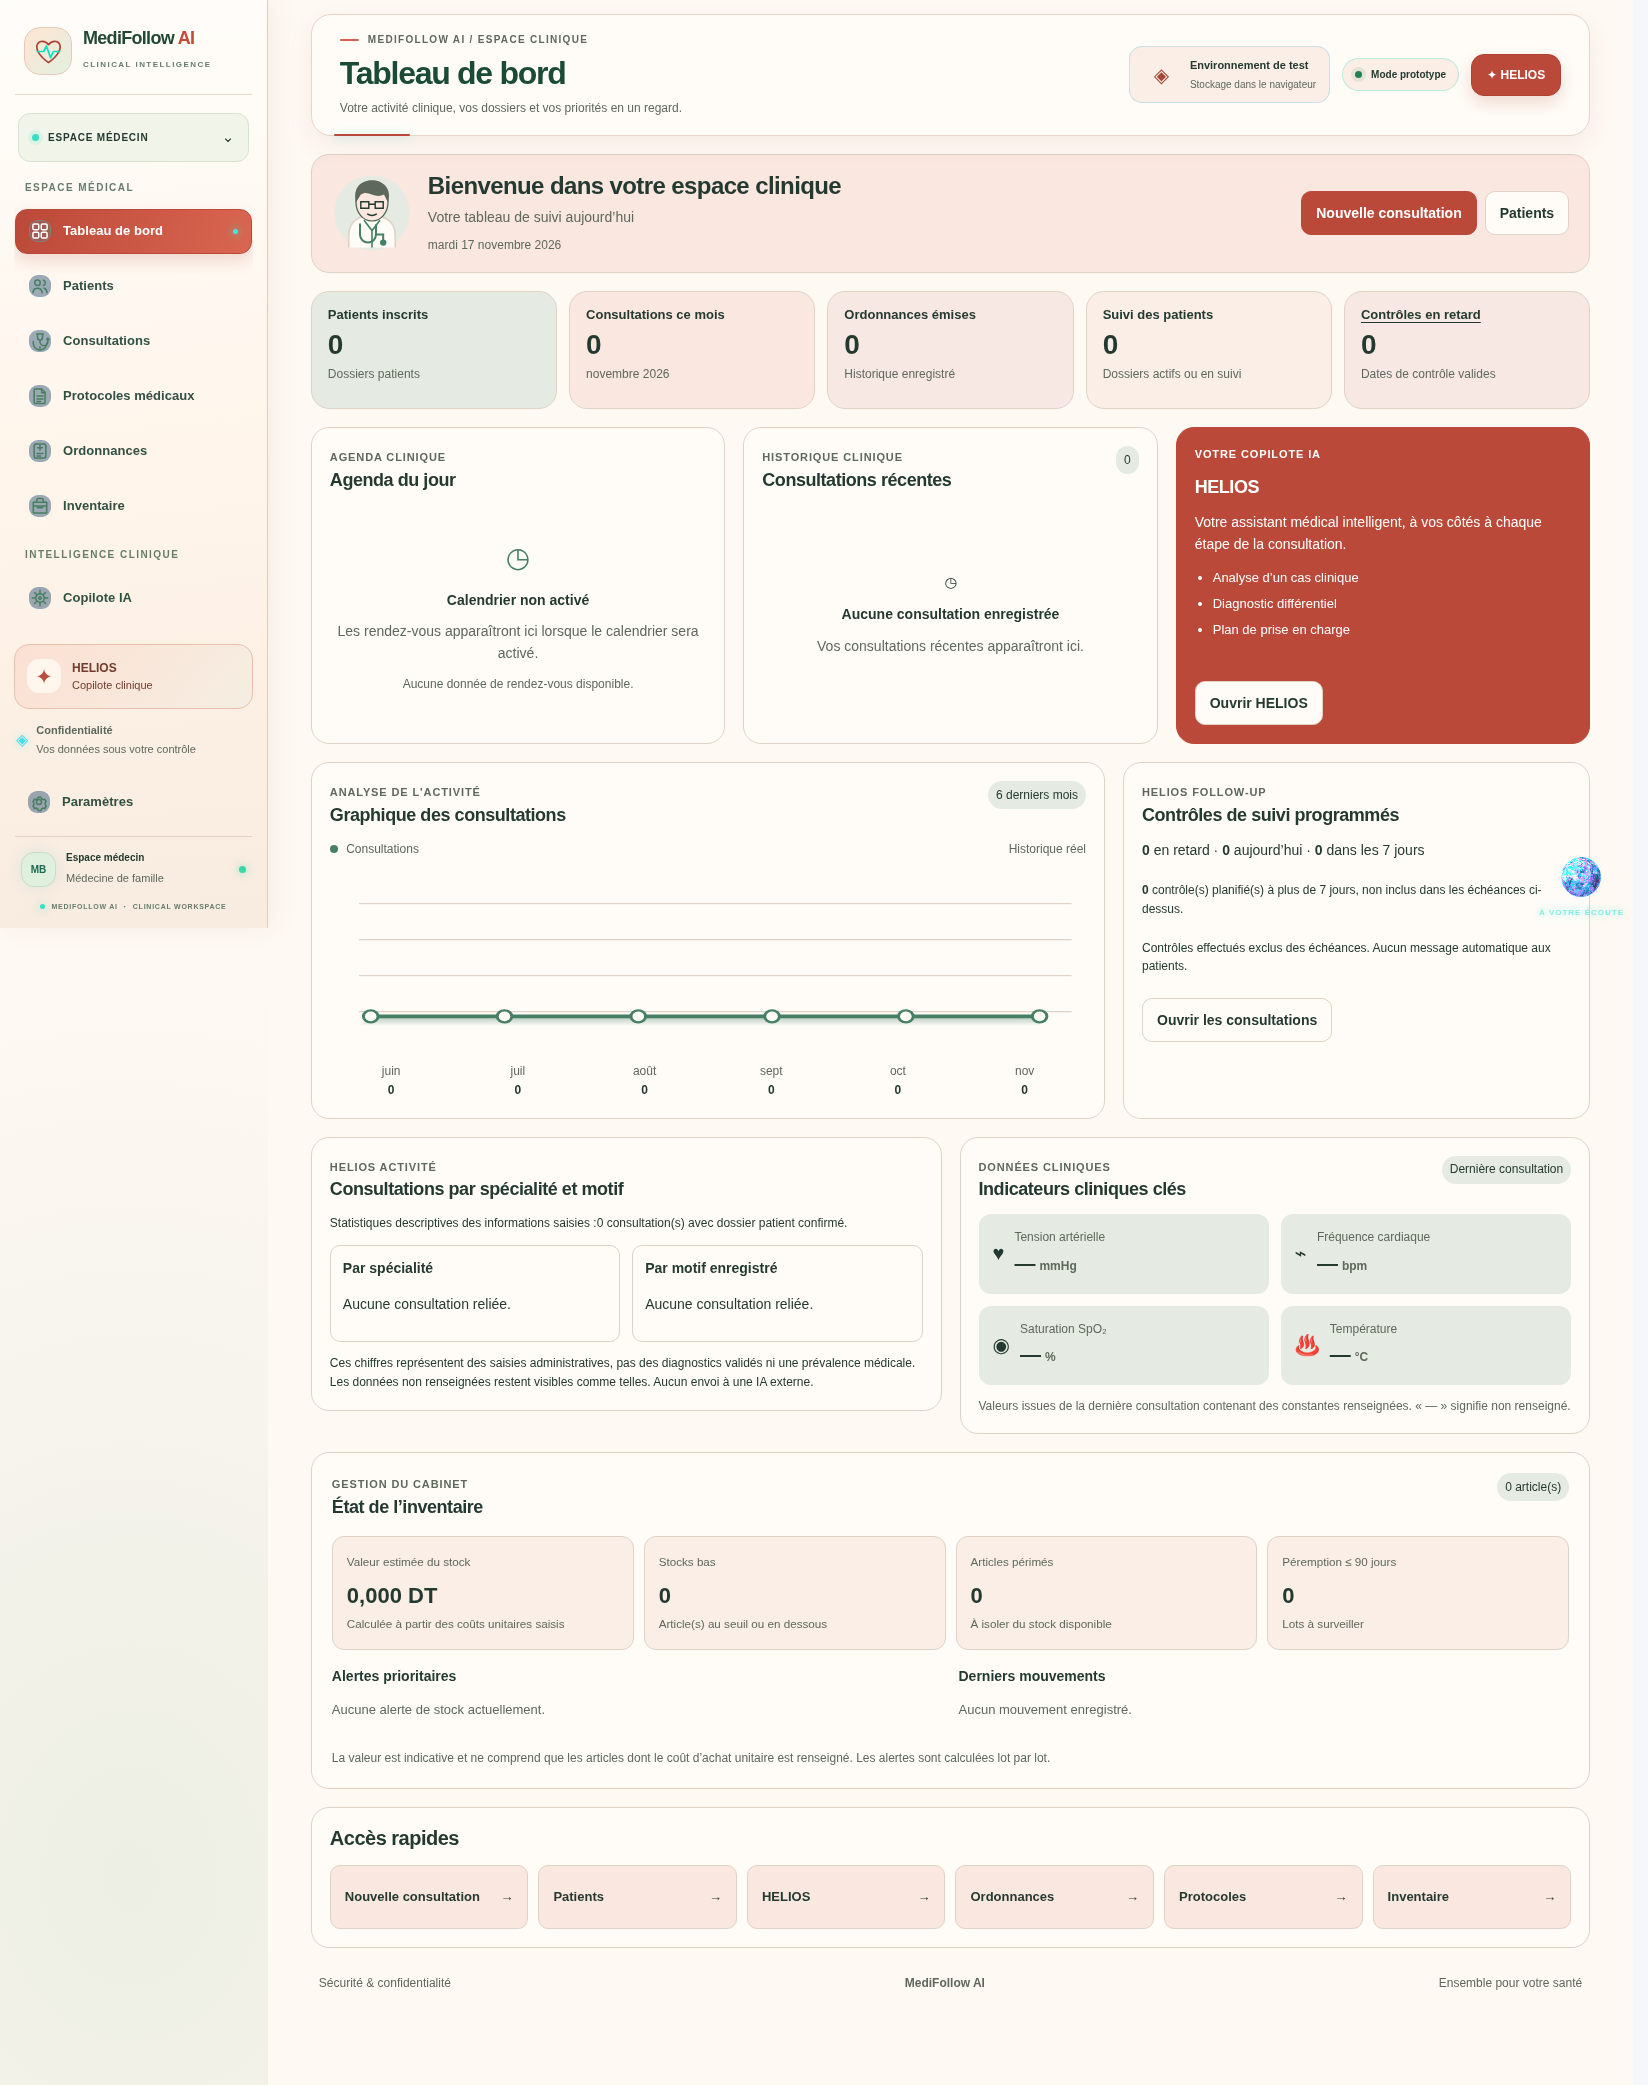 MediFollow AI
CLINICAL INTELLIGENCE
ESPACE MÉDECIN
ESPACE MÉDICAL
Tableau de bord
Patients
Consultations
Protocoles médicaux
Ordonnances
Inventaire
INTELLIGENCE CLINIQUE
Copilote IA
HELIOS
Copilote clinique
Confidentialité
Vos données sous votre contrôle
Paramètres
MB
Espace médecin
Médecine de famille
MEDIFOLLOW AI · CLINICAL WORKSPACE
MEDIFOLLOW AI / ESPACE CLINIQUE
Tableau de bord
Votre activité clinique, vos dossiers et vos priorités en un regard.
Environnement de test
Stockage dans le navigateur
Mode prototype
✦ HELIOS
Bienvenue dans votre espace clinique
Votre tableau de suivi aujourd’hui
mardi 17 novembre 2026
Nouvelle consultation
Patients
Patients inscrits
0
Dossiers patients
Consultations ce mois
0
novembre 2026
Ordonnances émises
0
Historique enregistré
Suivi des patients
0
Dossiers actifs ou en suivi
Contrôles en retard
0
Dates de contrôle valides
AGENDA CLINIQUE
Agenda du jour
Calendrier non activé
Les rendez-vous apparaîtront ici lorsque le calendrier sera
activé.
Aucune donnée de rendez-vous disponible.
HISTORIQUE CLINIQUE
Consultations récentes
0
Aucune consultation enregistrée
Vos consultations récentes apparaîtront ici.
VOTRE COPILOTE IA
HELIOS
Votre assistant médical intelligent, à vos côtés à chaque
étape de la consultation.
• Analyse d’un cas clinique
• Diagnostic différentiel
• Plan de prise en charge
Ouvrir HELIOS
ANALYSE DE L'ACTIVITÉ
Graphique des consultations
6 derniers mois
Consultations
Historique réel
juin juil août sept oct nov
0 0 0 0 0 0
HELIOS FOLLOW-UP
Contrôles de suivi programmés
0 en retard · 0 aujourd’hui · 0 dans les 7 jours
0 contrôle(s) planifié(s) à plus de 7 jours, non inclus dans les échéances ci-
dessus.
Contrôles effectués exclus des échéances. Aucun message automatique aux
patients.
Ouvrir les consultations
À VOTRE ÉCOUTE
HELIOS ACTIVITÉ
Consultations par spécialité et motif
Statistiques descriptives des informations saisies :0 consultation(s) avec dossier patient confirmé.
Par spécialité
Aucune consultation reliée.
Par motif enregistré
Aucune consultation reliée.
Ces chiffres représentent des saisies administratives, pas des diagnostics validés ni une prévalence médicale.
Les données non renseignées restent visibles comme telles. Aucun envoi à une IA externe.
DONNÉES CLINIQUES
Indicateurs cliniques clés
Dernière consultation
Tension artérielle
— mmHg
Fréquence cardiaque
— bpm
Saturation SpO₂
— %
Température
— °C
Valeurs issues de la dernière consultation contenant des constantes renseignées. « — » signifie non renseigné.
GESTION DU CABINET
État de l’inventaire
0 article(s)
Valeur estimée du stock
0,000 DT
Calculée à partir des coûts unitaires saisis
Stocks bas
0
Article(s) au seuil ou en dessous
Articles périmés
0
À isoler du stock disponible
Péremption ≤ 90 jours
0
Lots à surveiller
Alertes prioritaires
Aucune alerte de stock actuellement.
Derniers mouvements
Aucun mouvement enregistré.
La valeur est indicative et ne comprend que les articles dont le coût d’achat unitaire est renseigné. Les alertes sont calculées lot par lot.
Accès rapides
Nouvelle consultation →
Patients →
HELIOS →
Ordonnances →
Protocoles →
Inventaire →
Sécurité & confidentialité
MediFollow AI
Ensemble pour votre santé